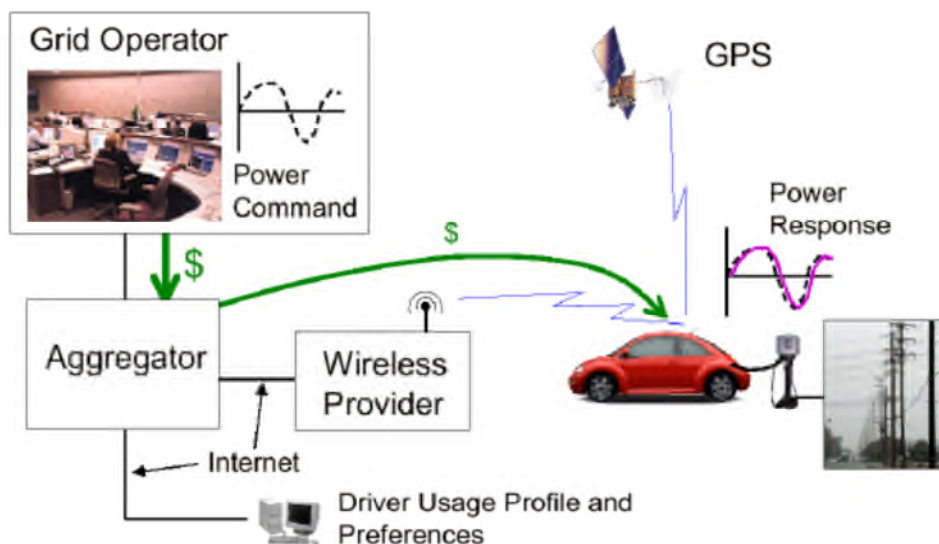 Grid Operator
Power
Command
GPS
Power
Response
$
$
Aggregator
Wireless
Provider
Internet
Driver Usage Profile and
Preferences